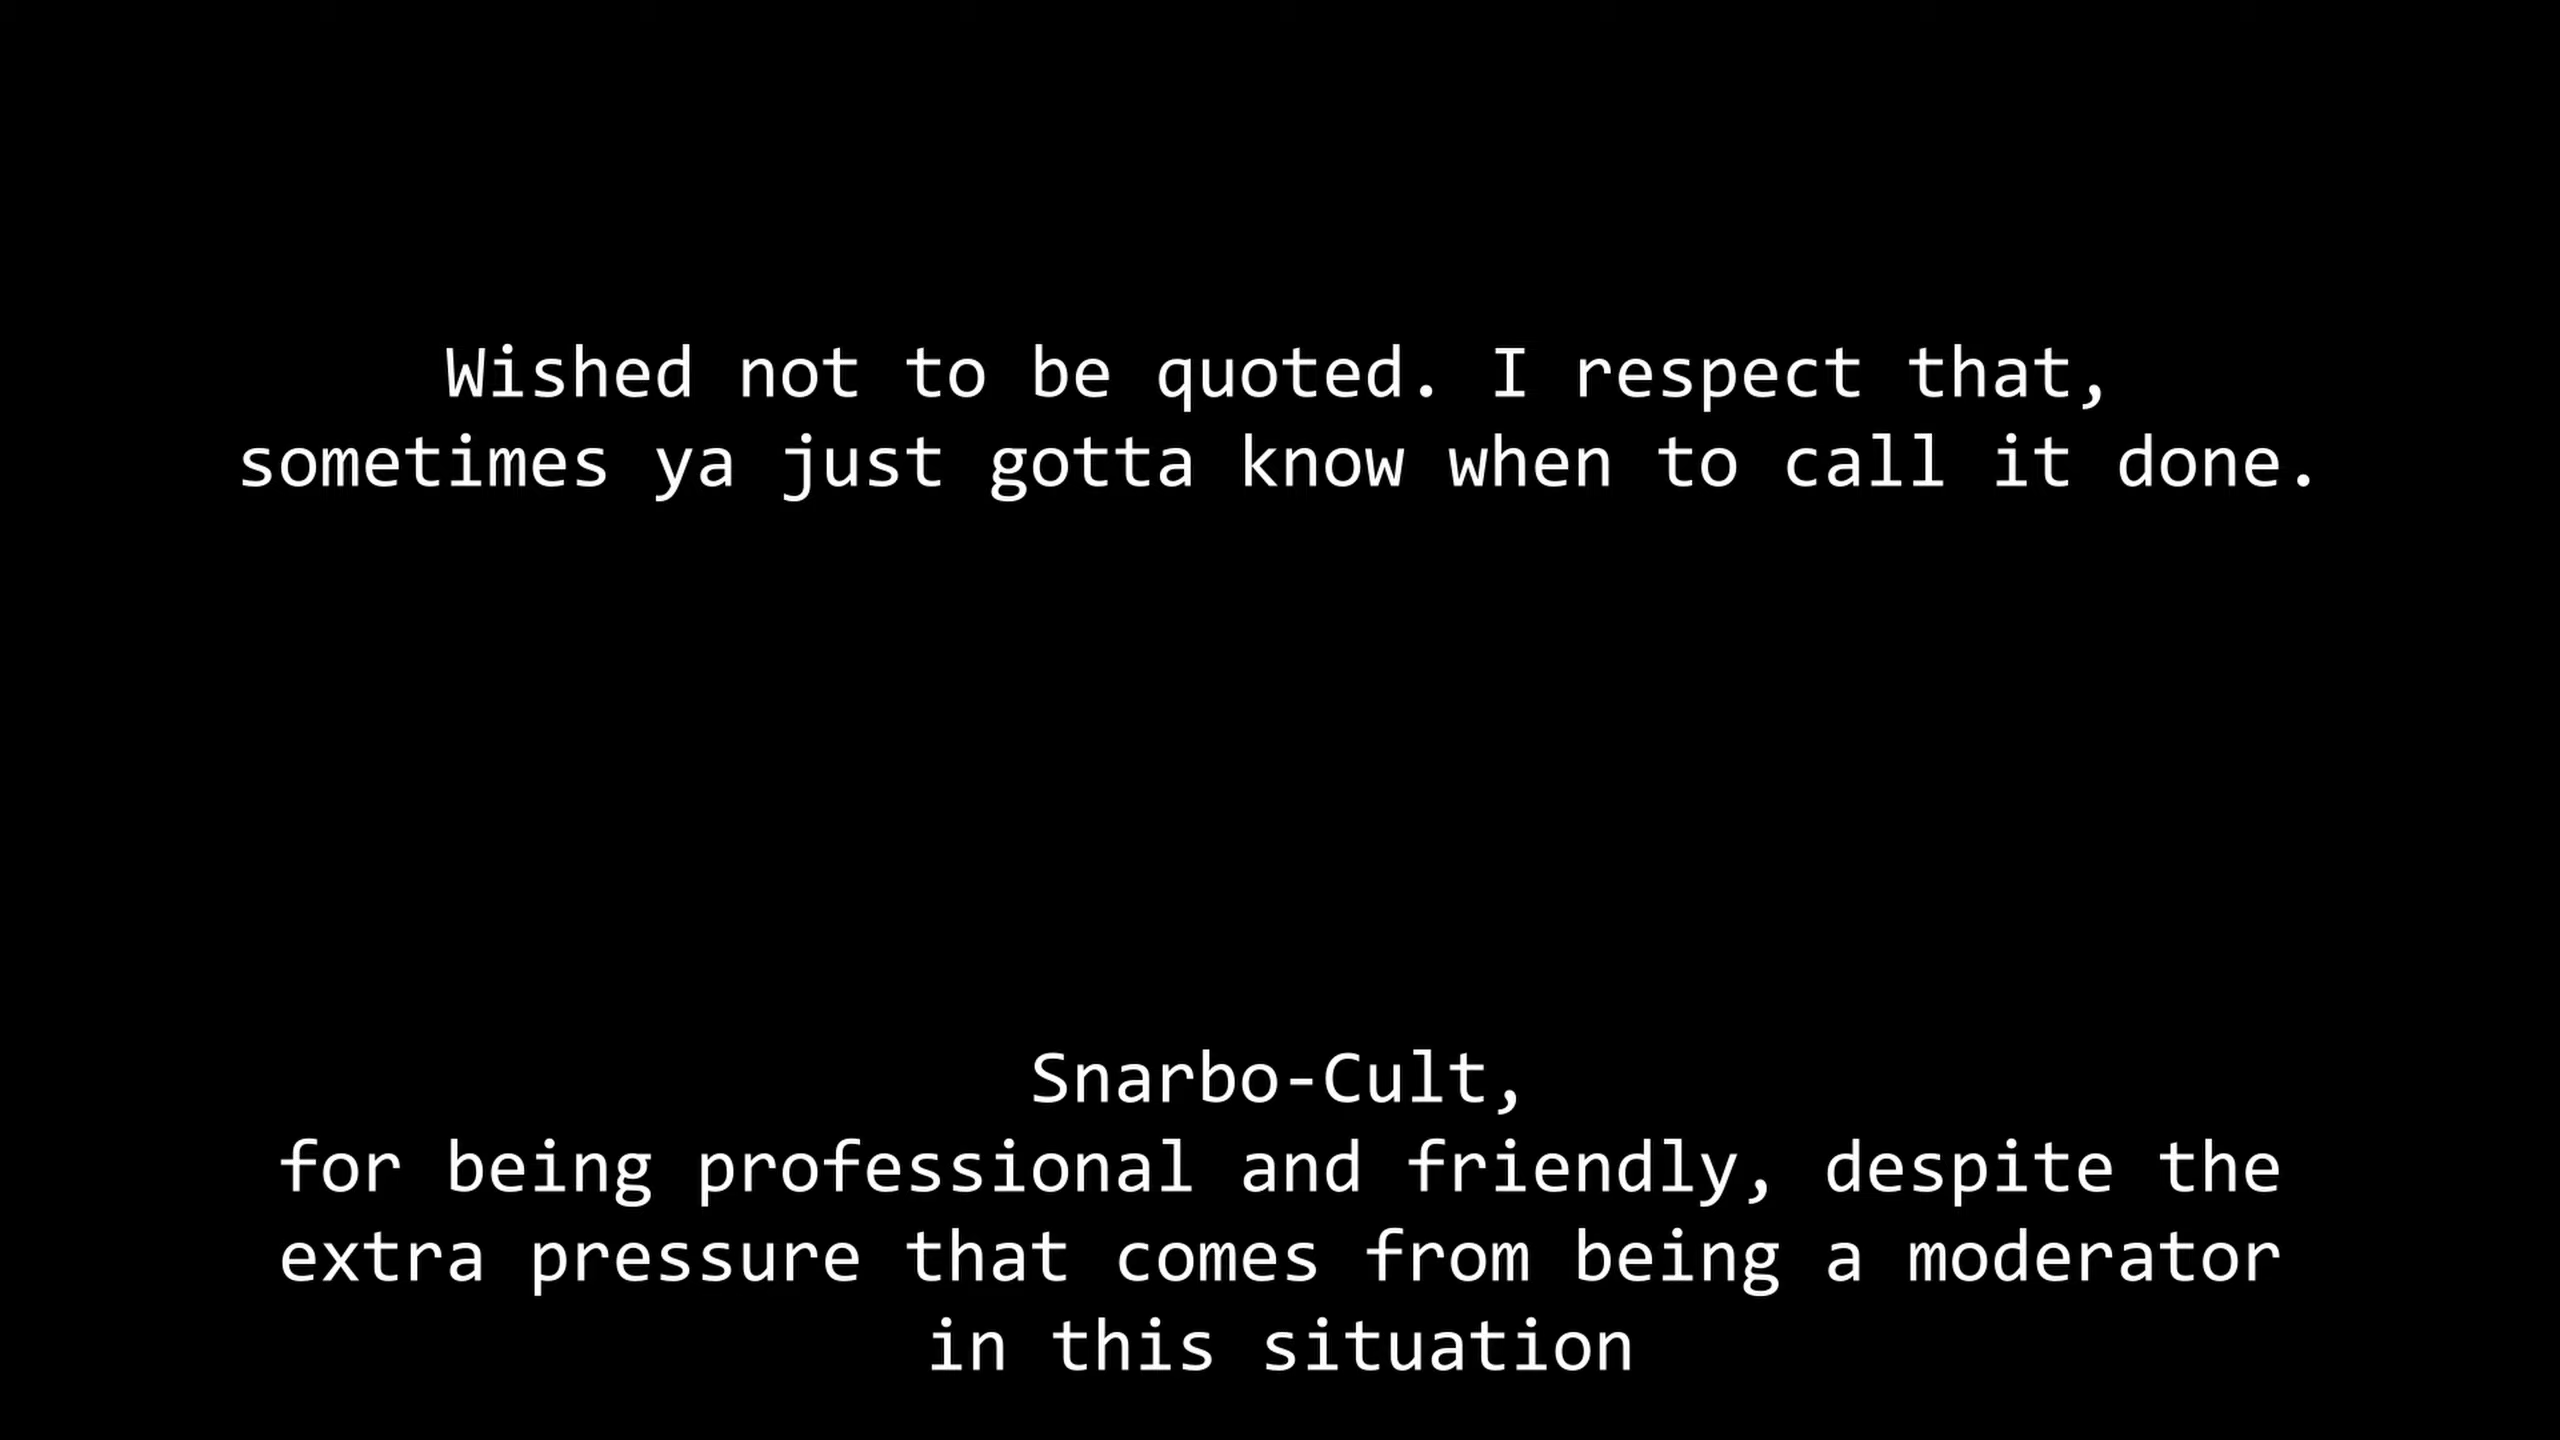 Wished not to be quoted. I respect that,
sometimes ya just gotta know when to call it done.
Snarbo-Cult,
for being professional and friendly, despite the
extra pressure that comes from being a moderator
in this situation